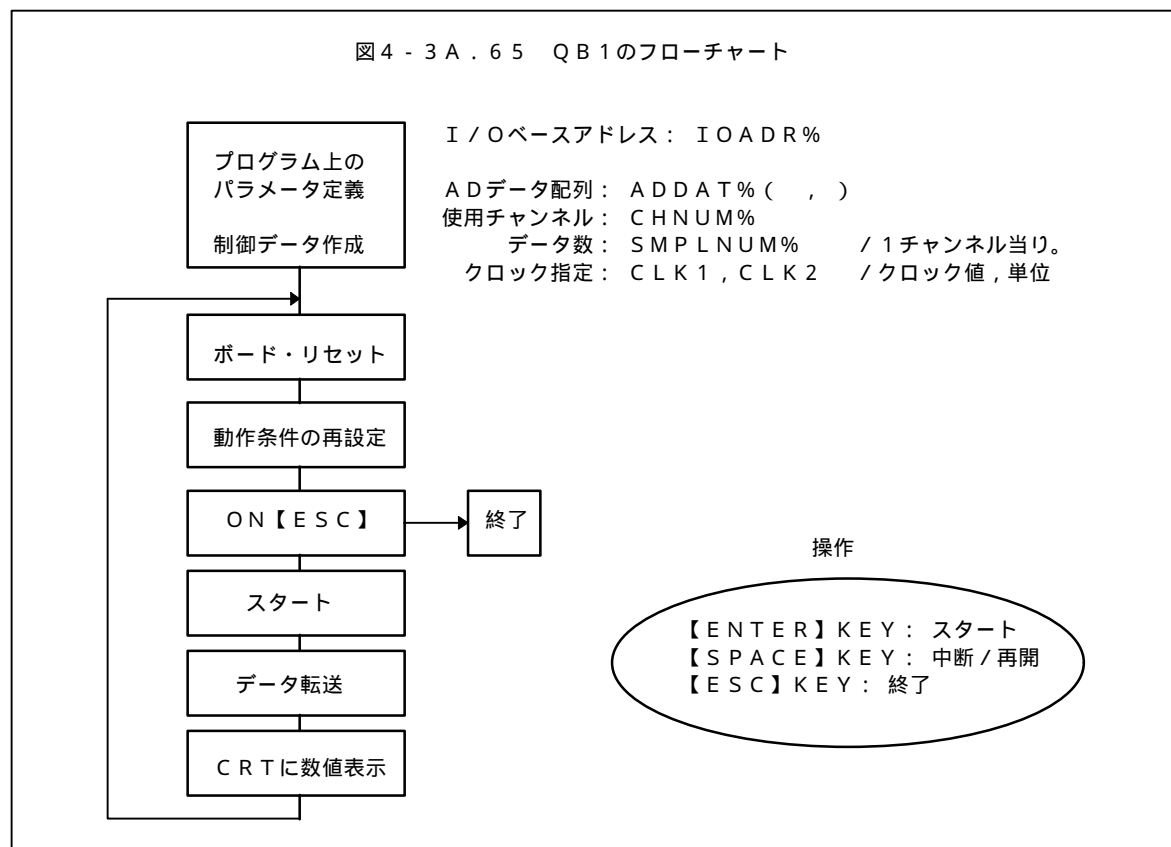 図４－３Ａ．６５　ＱＢ１のフローチャート
プログラム上の
パラメータ定義
制御データ作成
Ｉ／Ｏベースアドレス： ＩＯＡＤＲ％
ＡＤデータ配列： ＡＤＤＡＴ％（　，　）
使用チャンネル： ＣＨＮＵＭ％
データ数： ＳＭＰＬＮＵＭ％　／１チャンネル当り。
クロック指定： ＣＬＫ１，ＣＬＫ２　／クロック値，単位
ボード・リセット
動作条件の再設定
ＯＮ【ＥＳＣ】
終了
スタート
データ転送
ＣＲＴに数値表示
操作
【ＥＮＴＥＲ】ＫＥＹ： スタート
【ＳＰＡＣＥ】ＫＥＹ： 中断／再開
【ＥＳＣ】ＫＥＹ： 終了